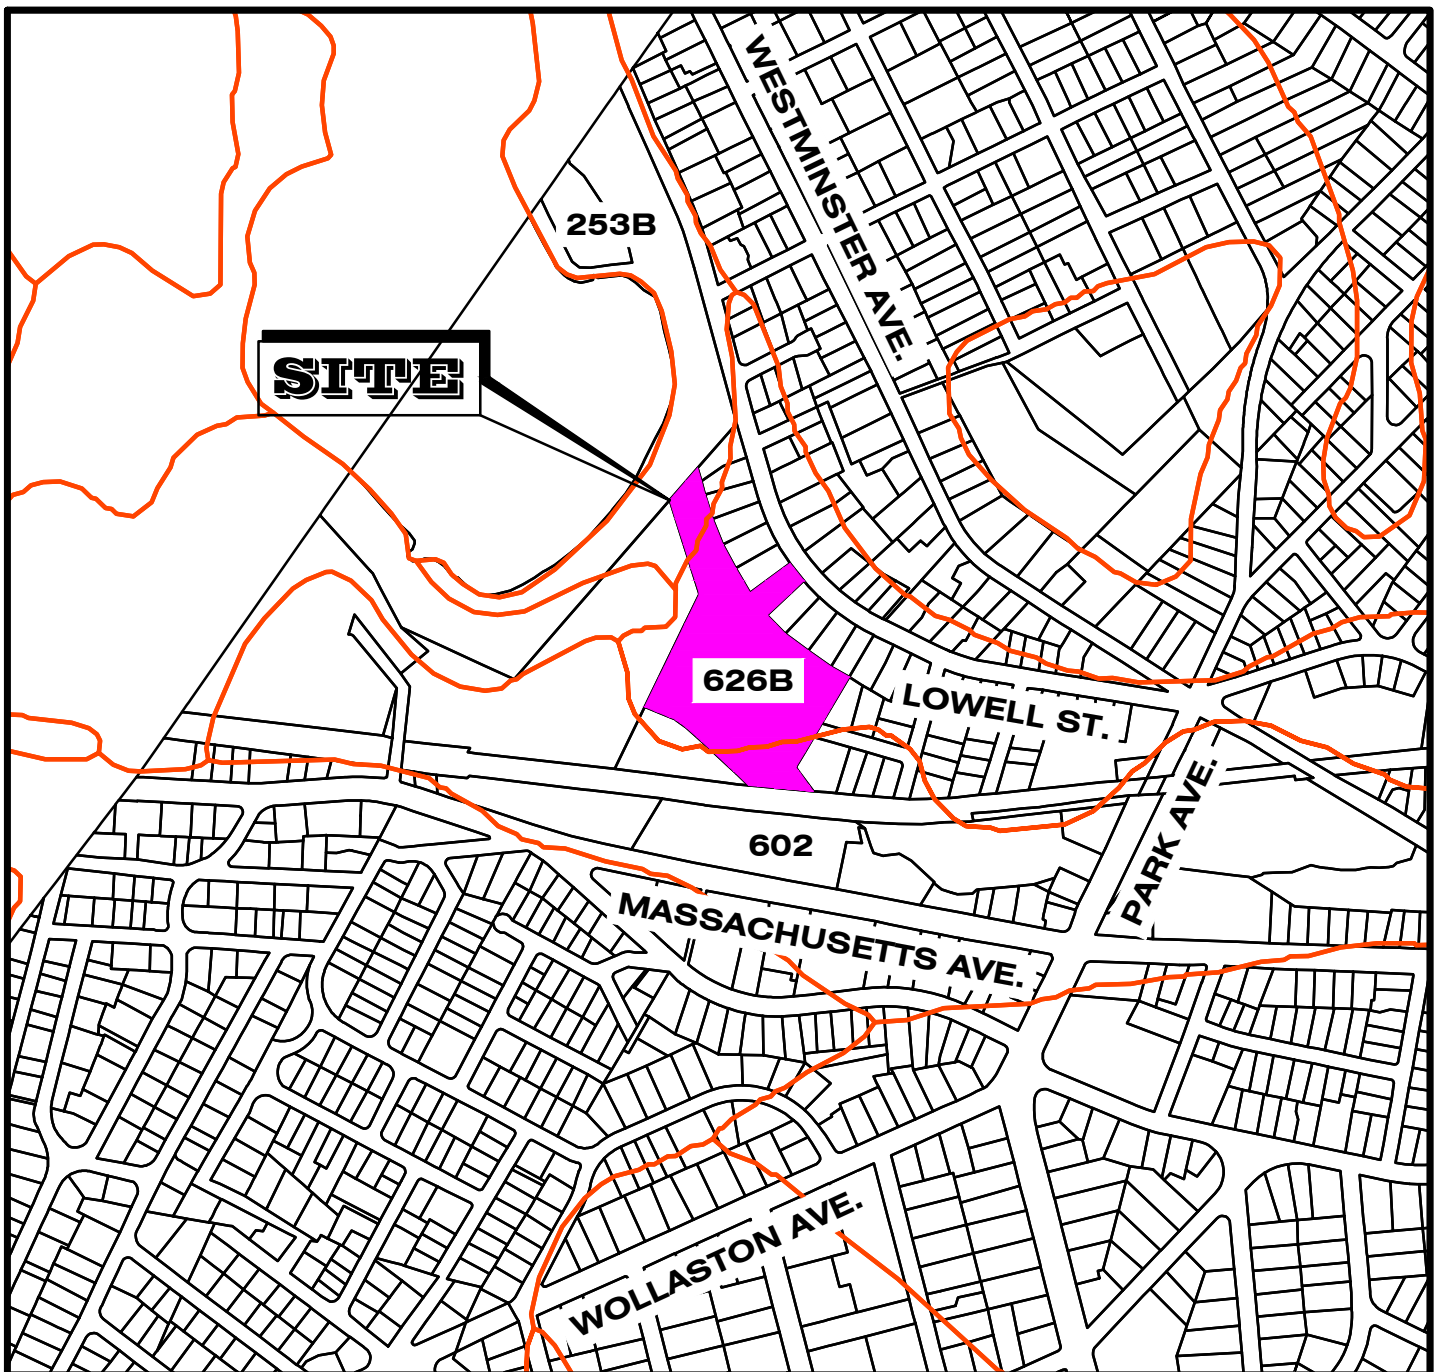 WESTMINSTER AVE.
253B
SITE
626B
LOWELL ST.
PARK AVE.
602
MASSACHUSETTS AVE.
WOLLASTON AVE.